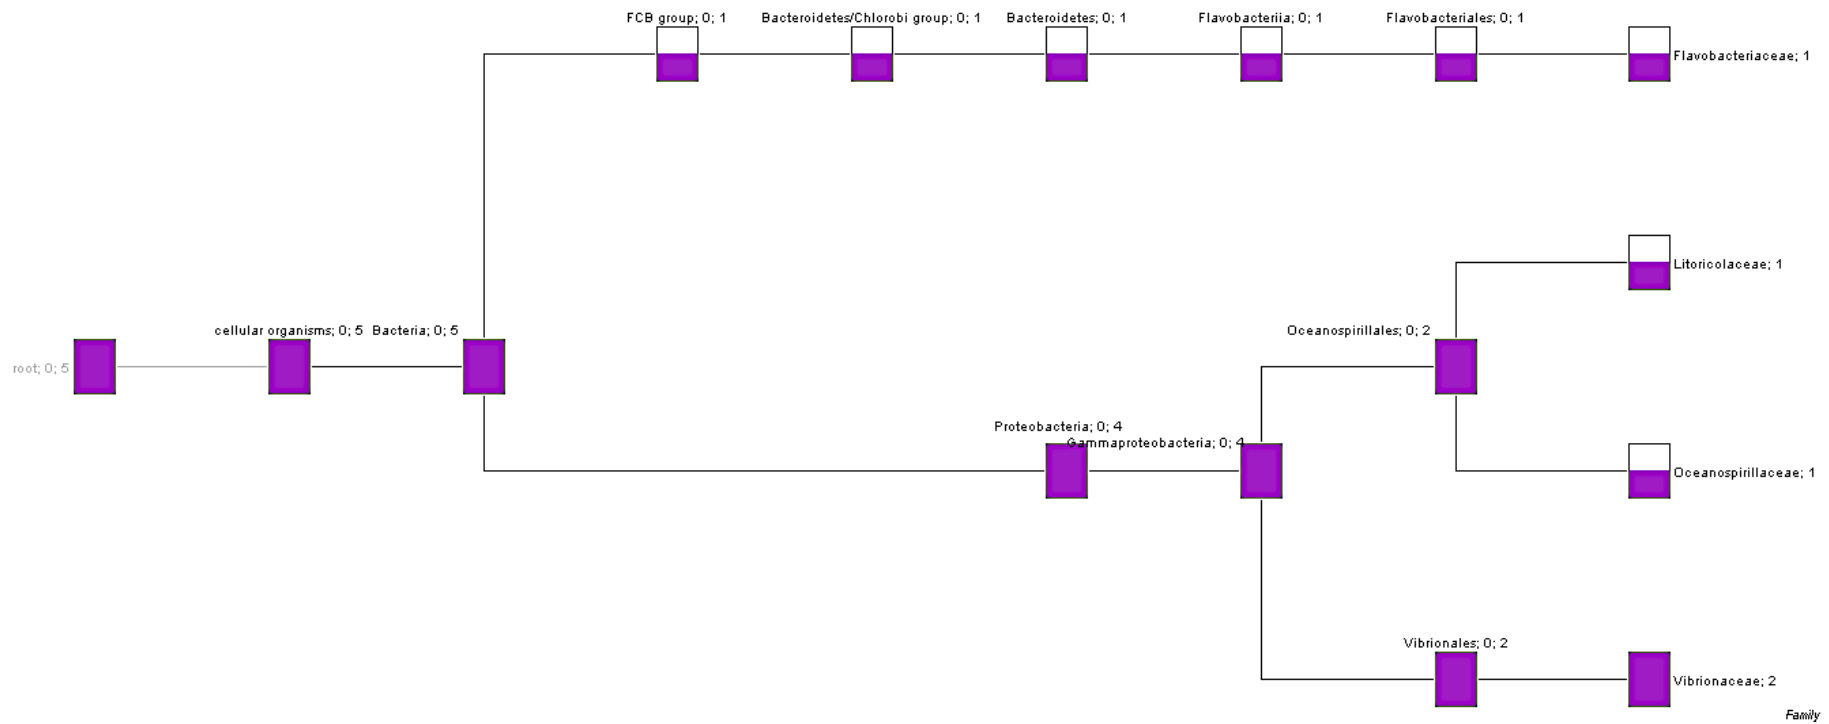 FCB group; 0; 1
Bacteroidetes/Chlorobi group; 0; 1
Bacteroidetes; 0; 1
Flavobacteriia; 0; 1
Flavobacteriales; 0; 1
Flavobacteriaceae; 1
Litoricolaceae; 1
root; 0; 5
cellular organisms; 0; 5
Bacteria; 0; 5
Oceanospirillales; 0; 2
Proteobacteria; 0; 4
Gammaproteobacteria; 0; 4
Oceanospirillaceae; 1
Vibrionales; 0; 2
Vibrionaceae; 2
Family